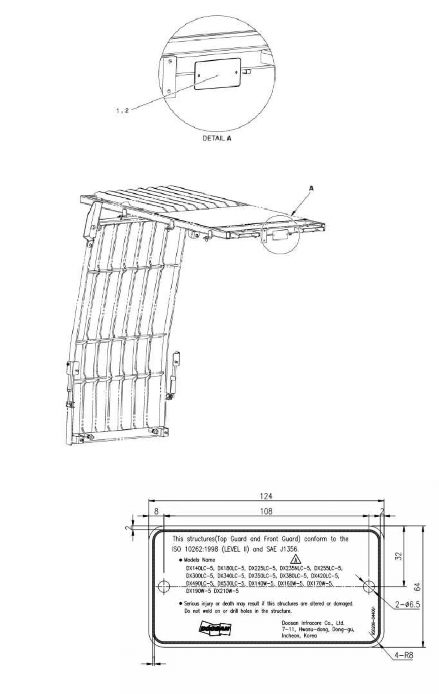 1, 2
DETAIL A
A
124
8
108
2
2
This structures(Top Guard and Front Guard) conform to the
ISO 10262:1998 (LEVEL II) and SAE J1356.
● Models Name
DX140LC-5, DX180LC-5, DX225LC-5, DX235NLC-5, DX255LC-5,
DX300LC-5, DX340LC-5, DX350LC-5, DX380LC-5, DX420LC-5,
DX490LC-5, DX530LC-5, DX140W-5, DX160W-5, DX170W-5,
DX190W-5 DX210W-5
● Serious injury or death may result if this structures are altered or damaged.
Do not weld on or drill holes in the structure.
DOOSAN
Doosan Infracore Co., Ltd.
7-11, Hwasu-dong, Dong-gu,
Incheon, Korea
32
64
2-ø6.5
4-R8